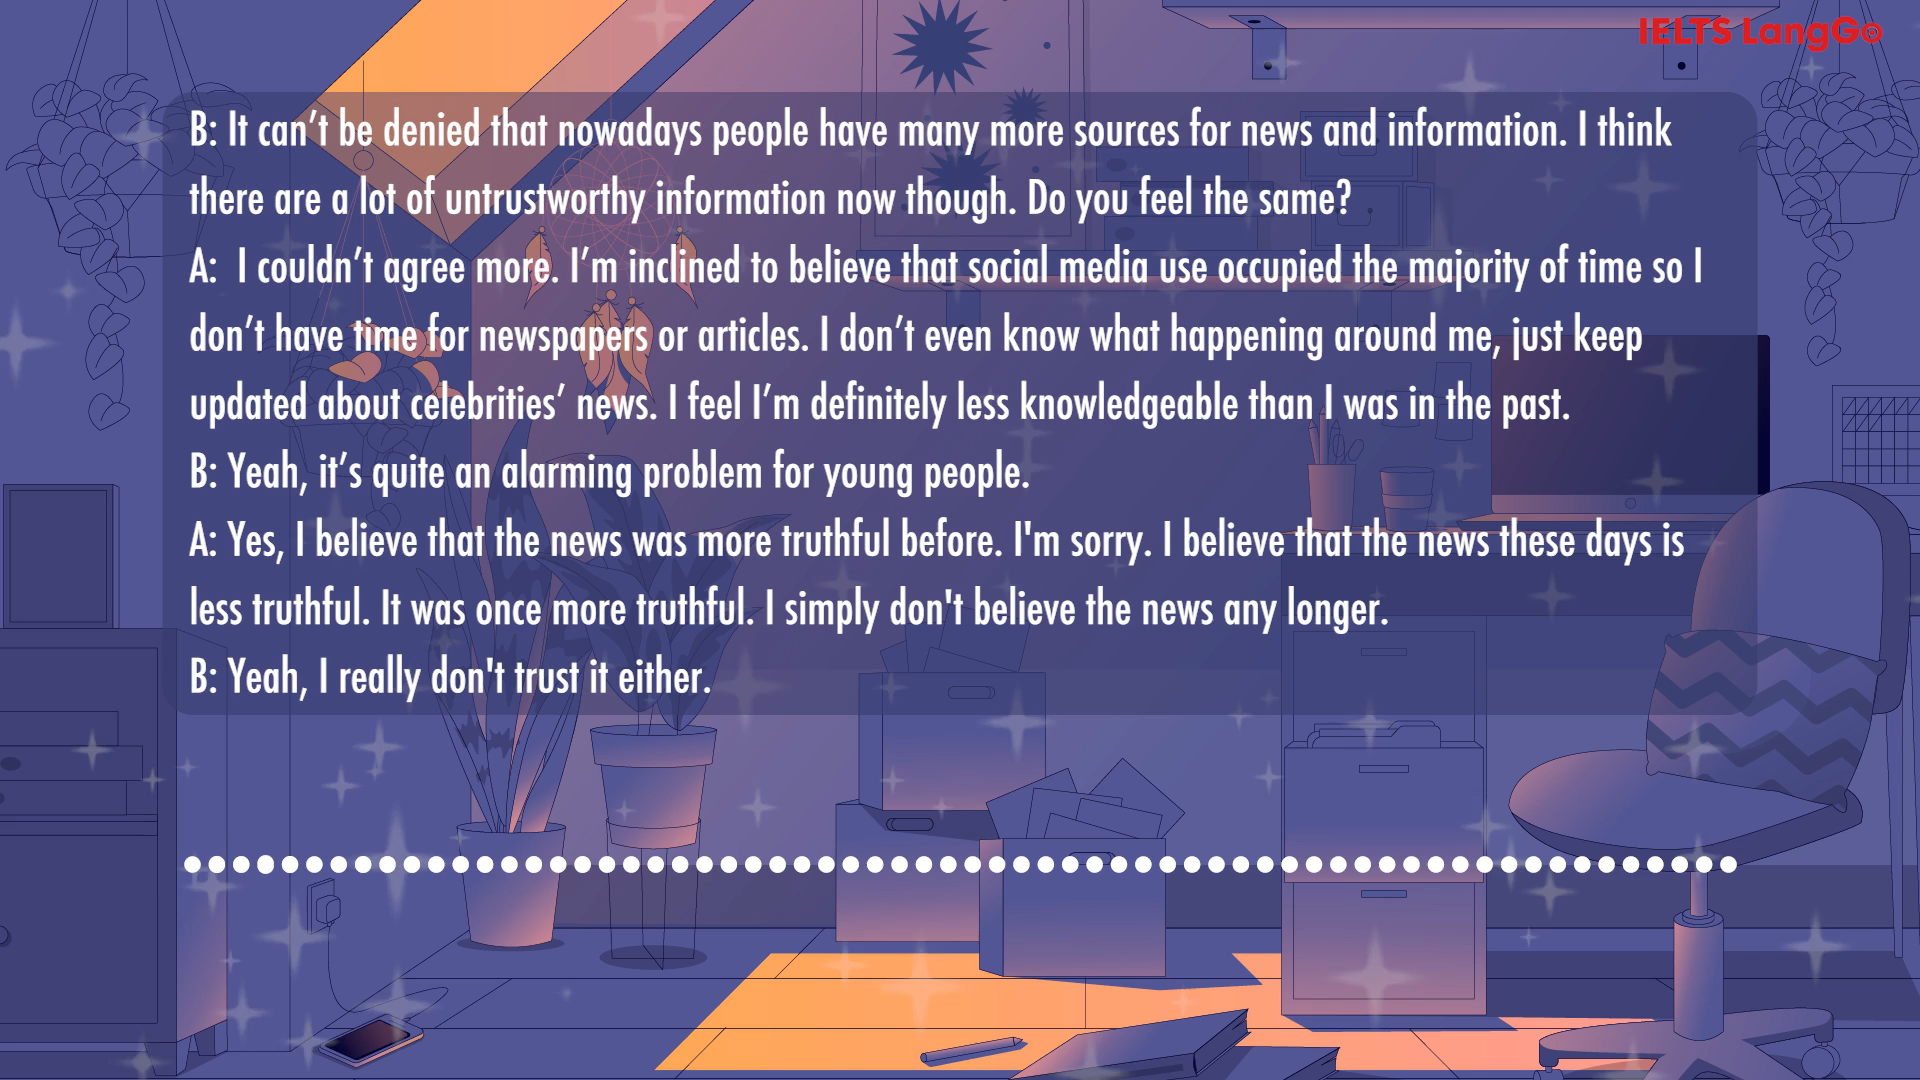 IELTS LangGo
B: It can’t be denied that nowadays people have many more sources for news and information. I think
there are a lot of untrustworthy information now though. Do you feel the same?
A:  I couldn’t agree more. I’m inclined to believe that social media use occupied the majority of time so I
don’t have time for newspapers or articles. I don’t even know what happening around me, just keep
updated about celebrities’ news. I feel I’m definitely less knowledgeable than I was in the past.
B: Yeah, it’s quite an alarming problem for young people.
A: Yes, I believe that the news was more truthful before. I'm sorry. I believe that the news these days is
less truthful. It was once more truthful. I simply don't believe the news any longer.
B: Yeah, I really don't trust it either.